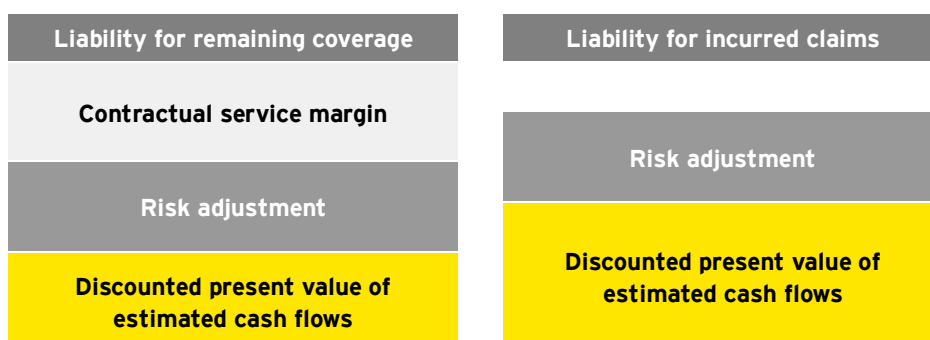 Liability for remaining coverage
Contractual service margin
Risk adjustment
Discounted present value of
estimated cash flows
Liability for incurred claims
Risk adjustment
Discounted present value of
estimated cash flows